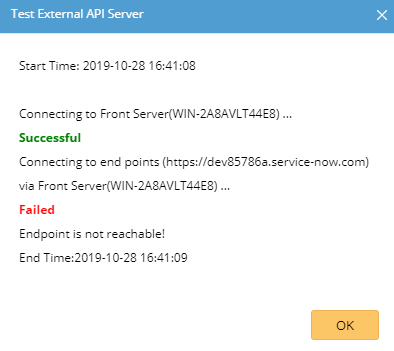 Test External API Server
Start Time: 2019-10-28 16:41:08
Connecting to Front Server(WIN-2A8AVLT44E8) ...
Successful
Connecting to end points (https://dev85786a.service-now.com)
via Front Server(WIN-2A8AVLT44E8) ...
Failed
Endpoint is not reachable!
End Time:2019-10-28 16:41:09
OK